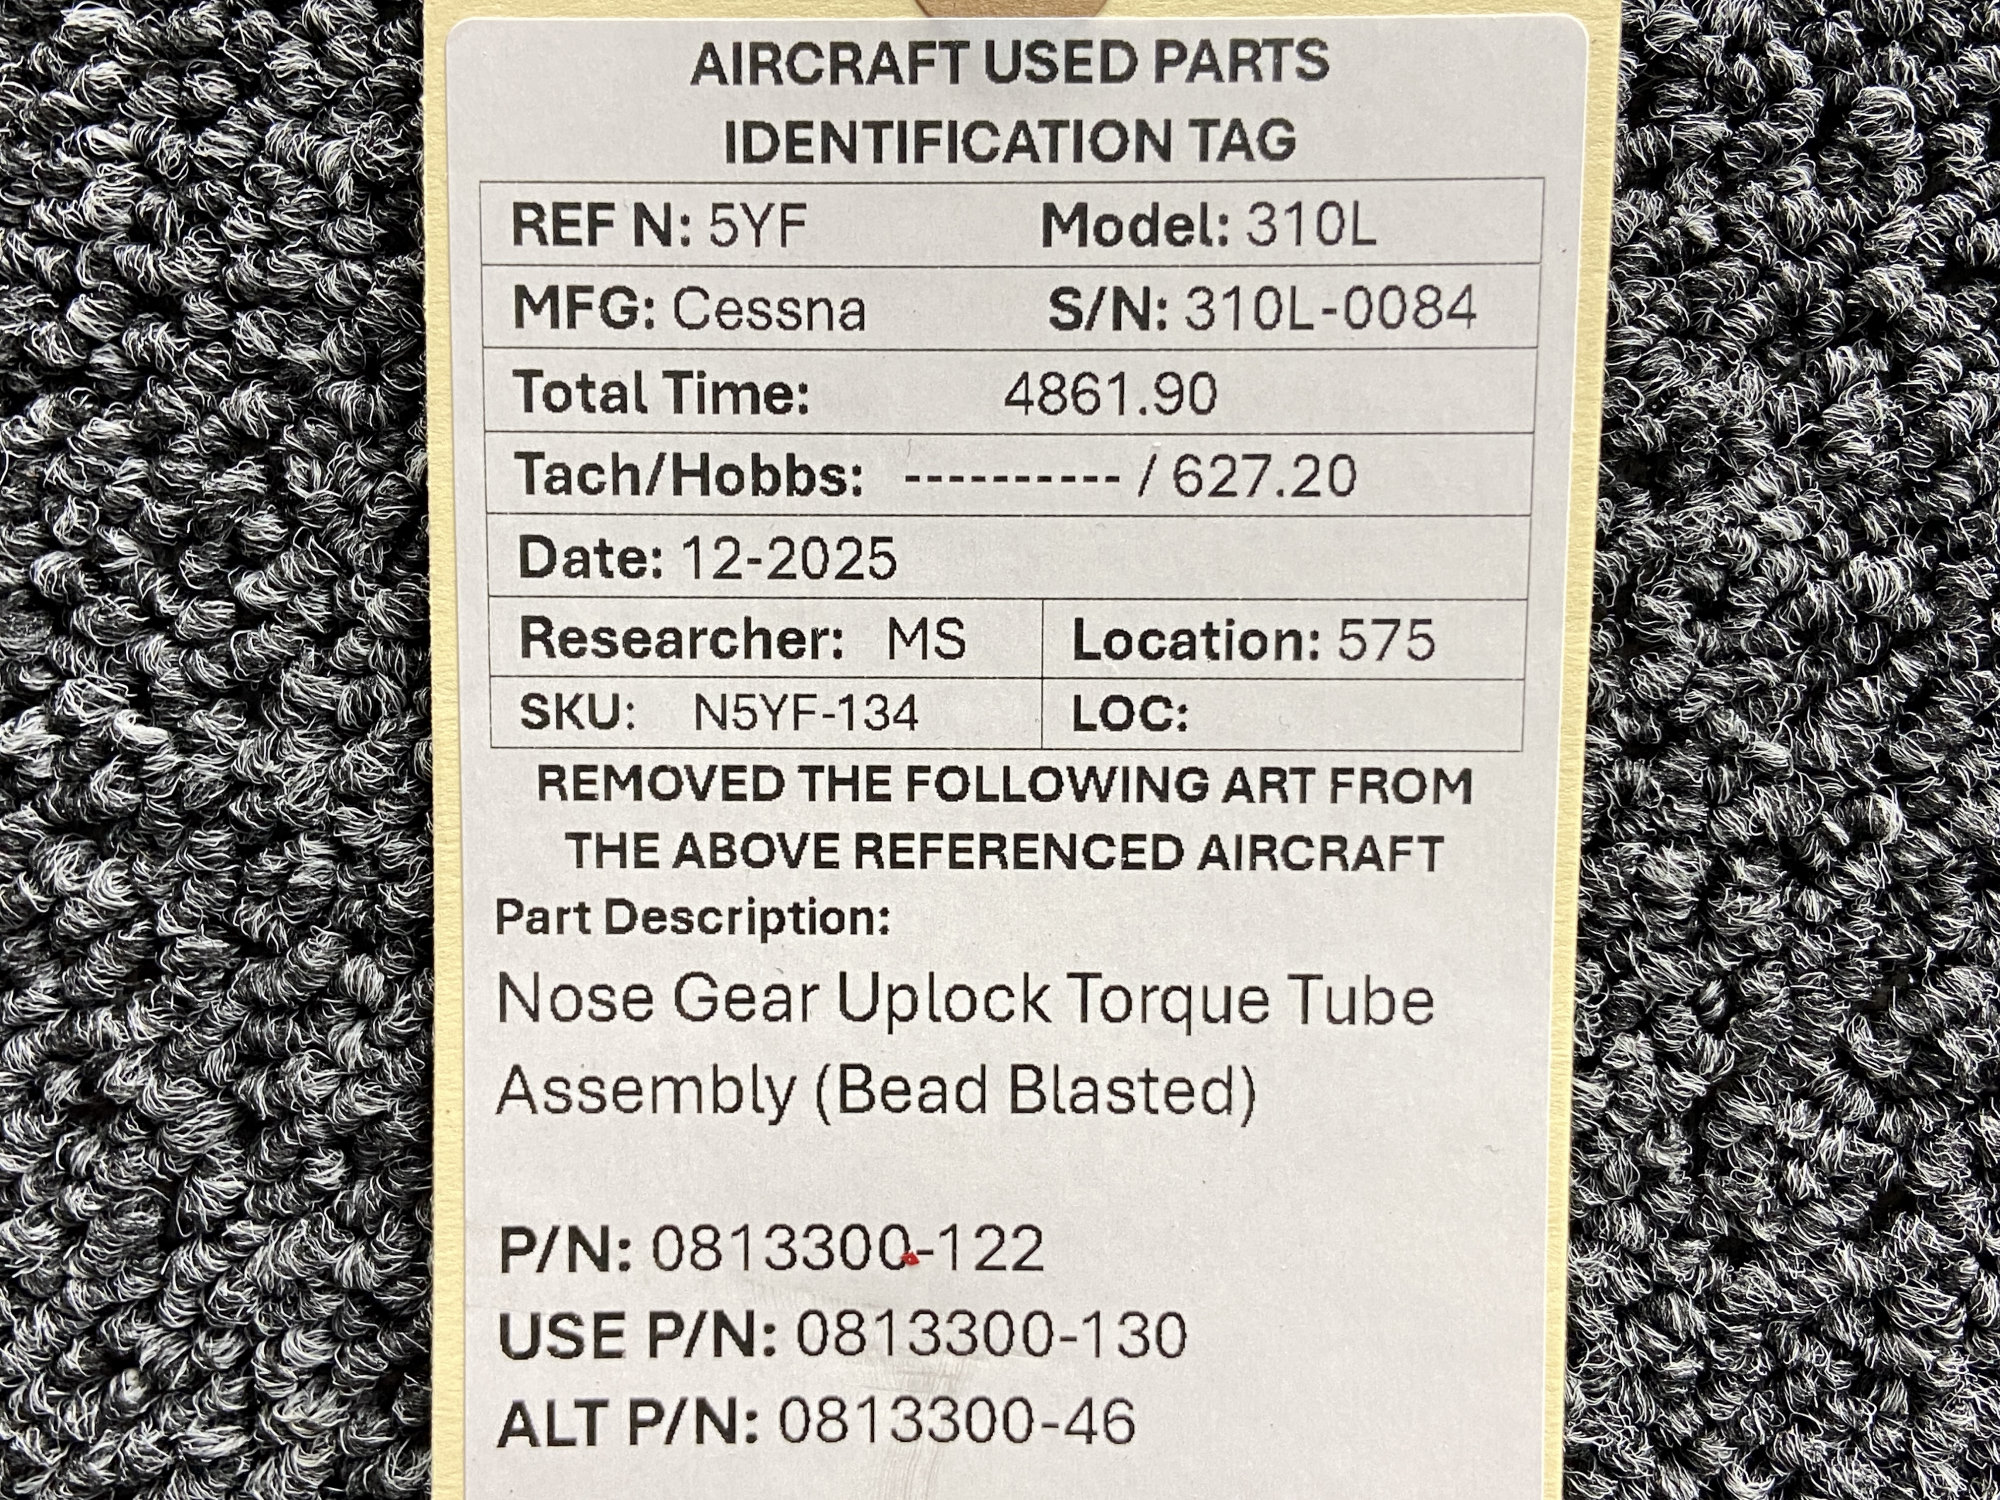 AIRCRAFT USED PARTS
IDENTIFICATION TAG
REF N: 5YF Model: 310L
MFG: Cessna S/N: 310L-0084
Total Time: 4861.90
Tach/Hobbs: ---------- / 627.20
Date: 12-2025
Researcher: MS Location: 575
SKU: N5YF-134 LOC:
REMOVED THE FOLLOWING ART FROM
THE ABOVE REFERENCED AIRCRAFT
Part Description:
Nose Gear Uplock Torque Tube
Assembly (Bead Blasted)
P/N: 0813300-122
USE P/N: 0813300-130
ALT P/N: 0813300-46